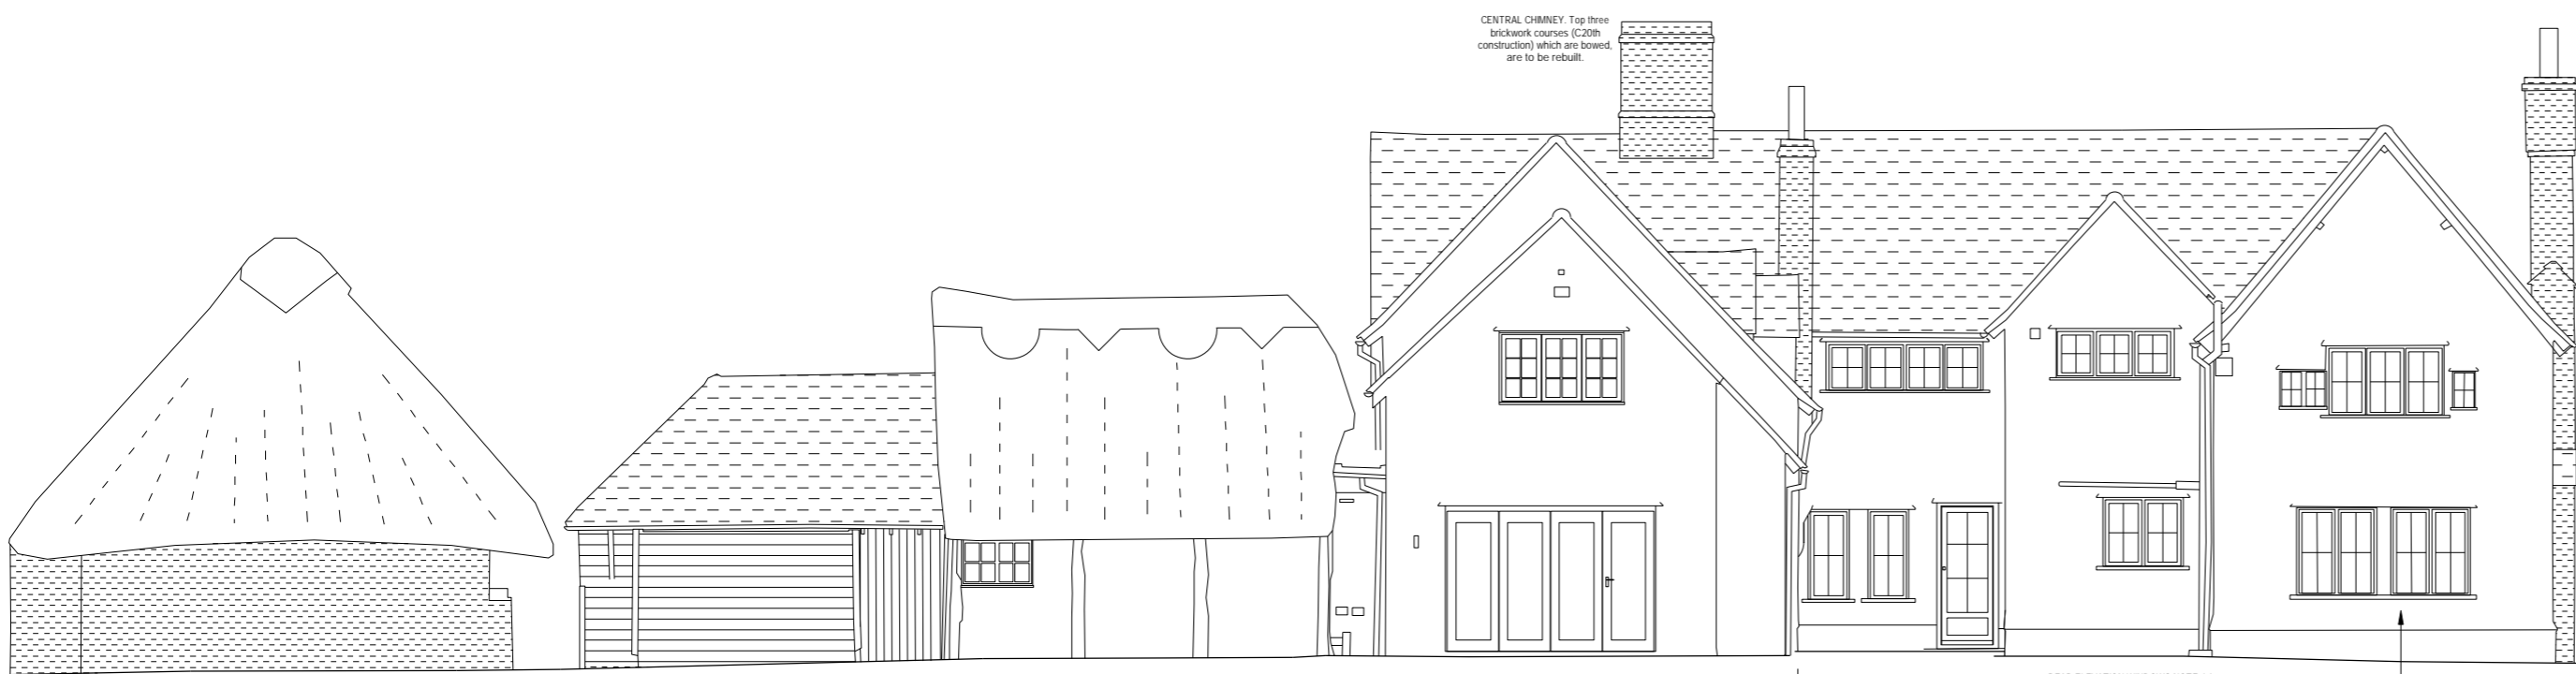 CENTRAL CHIMNEY. Top three
brickwork courses (C20th
construction) which are bowed,
are to be rebuilt.